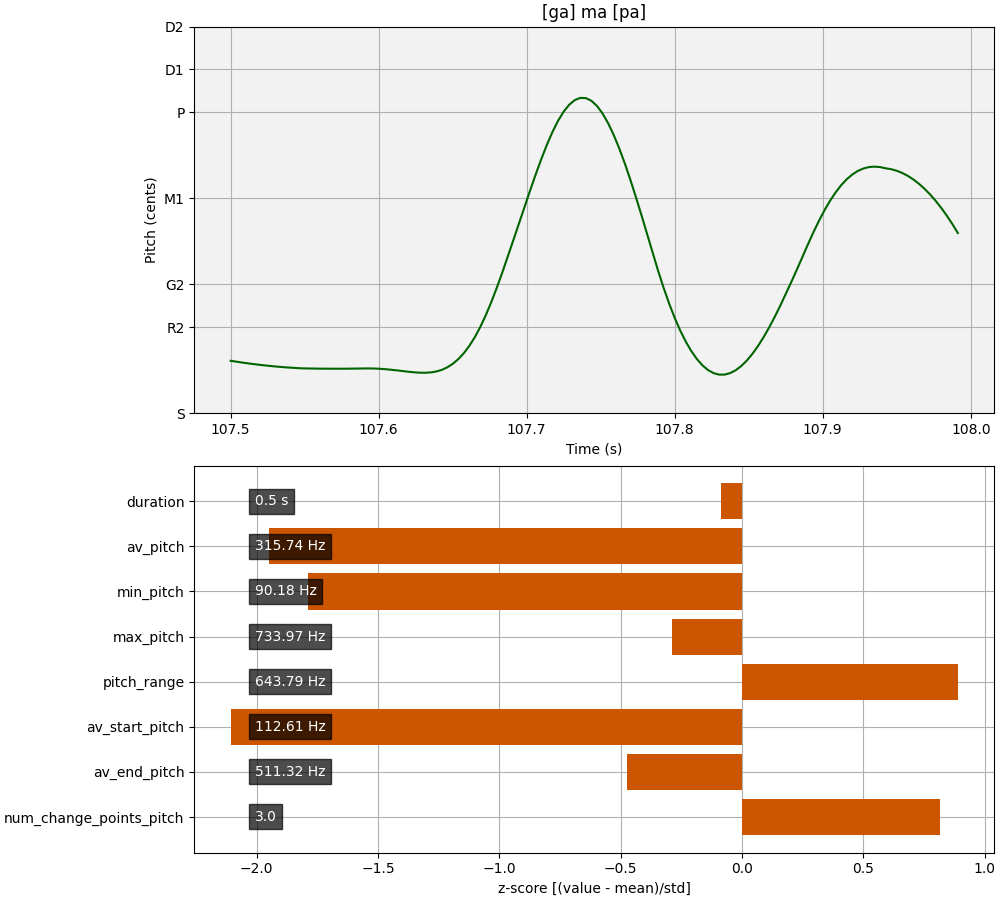 [ga] ma [pa]
D2
D1
P
M1
G2
R2
S
Pitch (cents)
107.5 107.6 107.7 107.8 107.9 108.0
Time (s)
duration 0.5 s
av_pitch 315.74 Hz
min_pitch 90.18 Hz
max_pitch 733.97 Hz
pitch_range 643.79 Hz
av_start_pitch 112.61 Hz
av_end_pitch 511.32 Hz
num_change_points_pitch 3.0
−2.0 −1.5 −1.0 −0.5 0.0 0.5 1.0
z-score [(value - mean)/std]